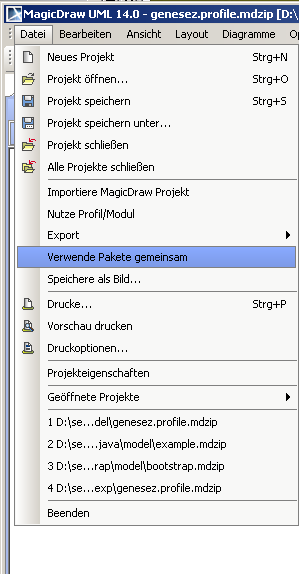 MagicDraw UML 14.0 - genesez.profile.mdzip [D:\
Datei Bearbeiten Ansicht Layout Diagramme
Neues Projekt Strg+N
Projekt öffnen... Strg+O
Projekt speichern Strg+S
Projekt speichern unter...
Projekt schließen
Alle Projekte schließen
Importiere MagicDraw Projekt
Nutze Profil/Modul
Export
Verwende Pakete gemeinsam
Speichere als Bild...
Drucke... Strg+P
Vorschau drucken
Druckoptionen...
Projekteigenschaften
Geöffnete Projekte
1 D:\se...del\genesez.profile.mdzip
2 D:\se....java\model\example.mdzip
3 D:\se...rap\model\bootstrap.mdzip
4 D:\se...exp\genesez.profile.mdzip
Beenden